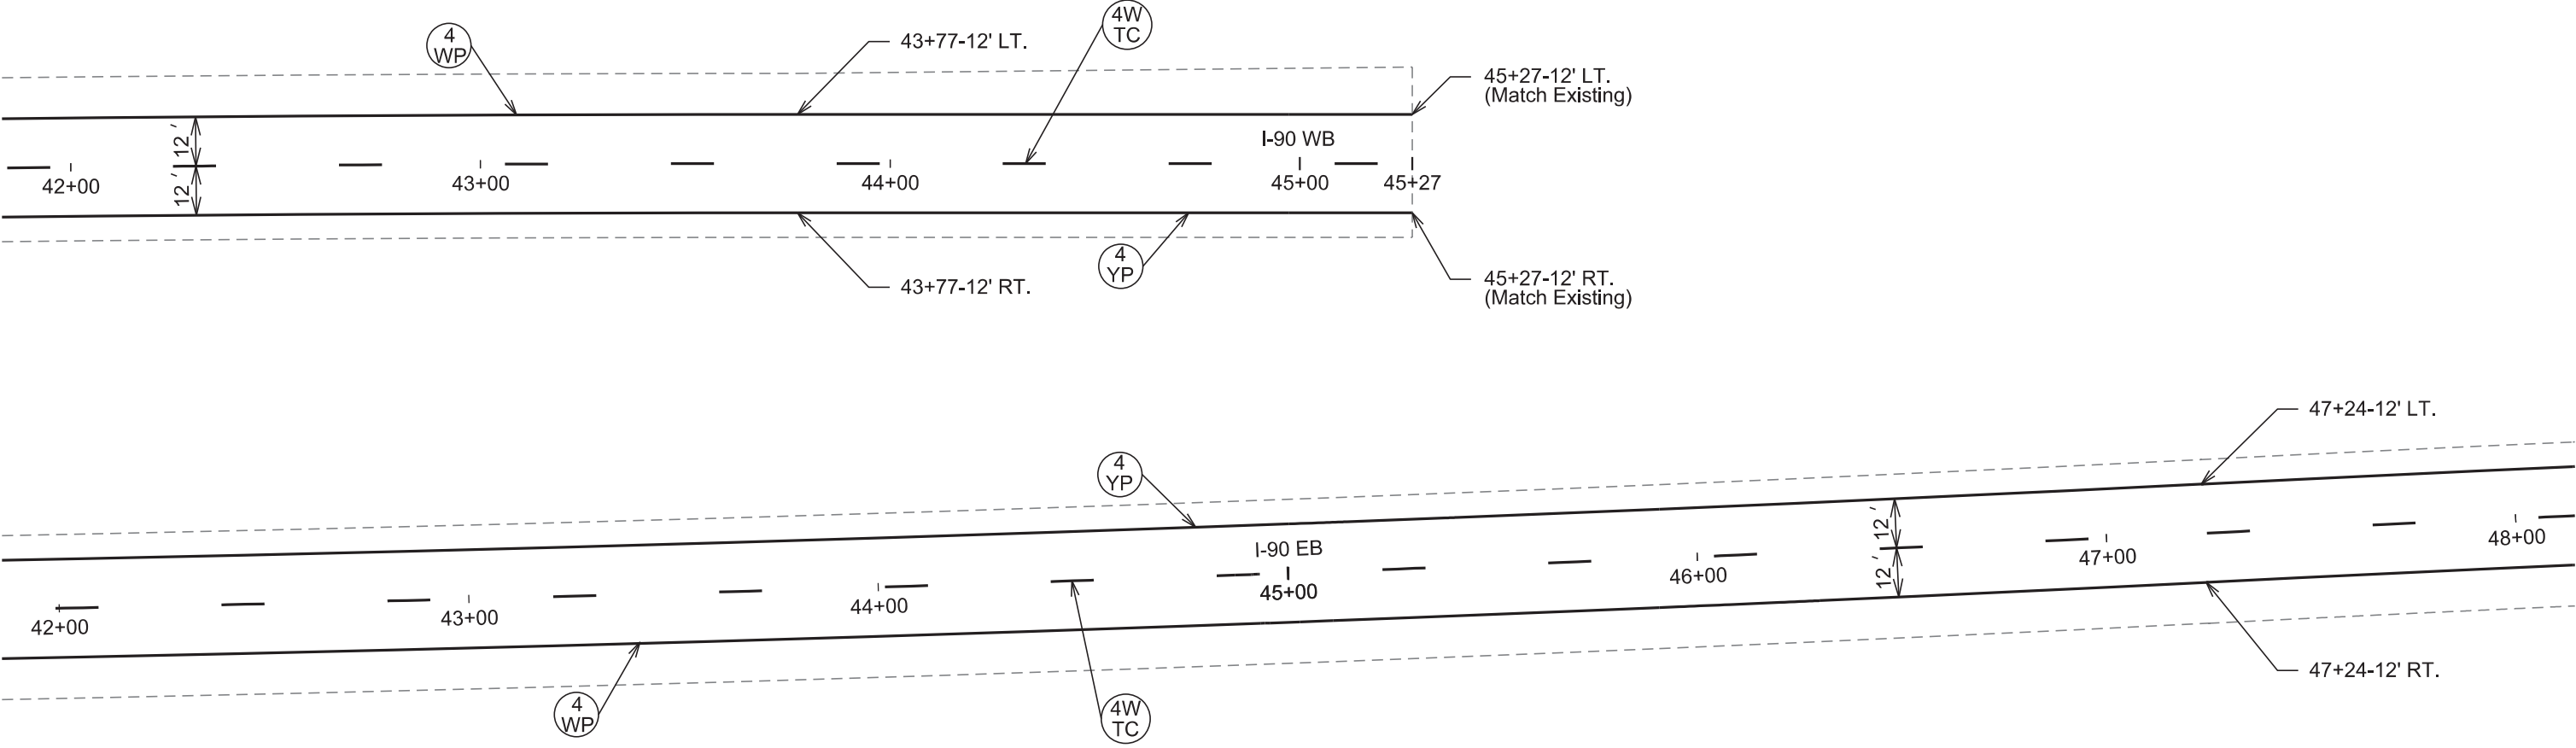 4
WP
43+77-12' LT.
4W
TC
45+27-12' LT.
(Match Existing)
12'
12'
I-90 WB
42+00
43+00
44+00
45+00
45+27
4
YP
43+77-12' RT.
45+27-12' RT.
(Match Existing)
47+24-12' LT.
4
YP
I-90 EB
12'
12'
42+00
43+00
44+00
45+00
46+00
47+00
48+00
4
WP
4W
TC
47+24-12' RT.